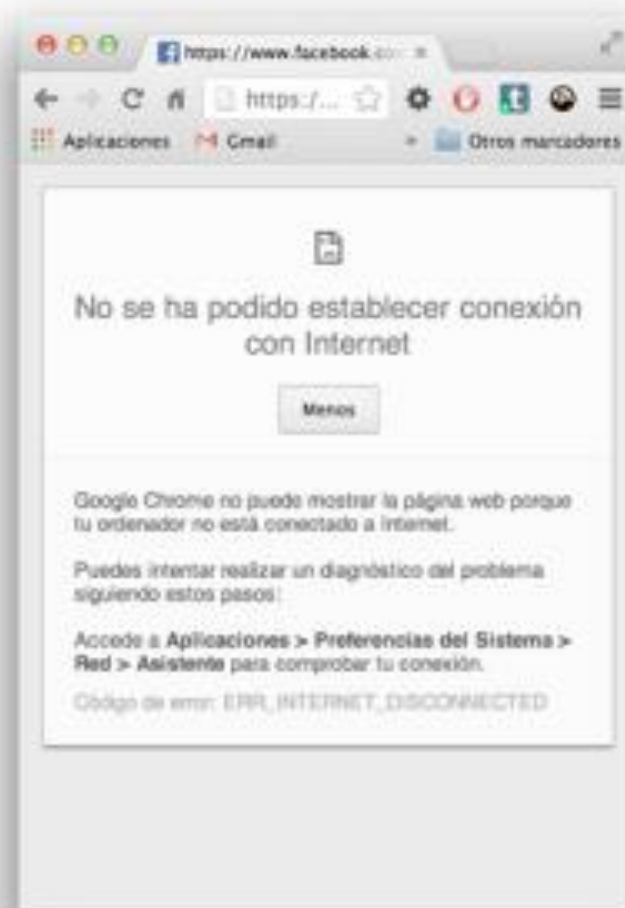 https://www.facebook.co
https:/...
Aplicaciones
Gmail
»
Otros marcadores
No se ha podido establecer conexión
con Internet
Menos
Google Chrome no puede mostrar la página web porque
tu ordenador no está conectado a Internet.
Puedes intentar realizar un diagnóstico del problema
siguiendo estos pasos:
Accede a Aplicaciones > Preferencias del Sistema >
Red > Asistente para comprobar tu conexión.
Código de error: ERR_INTERNET_DISCONNECTED